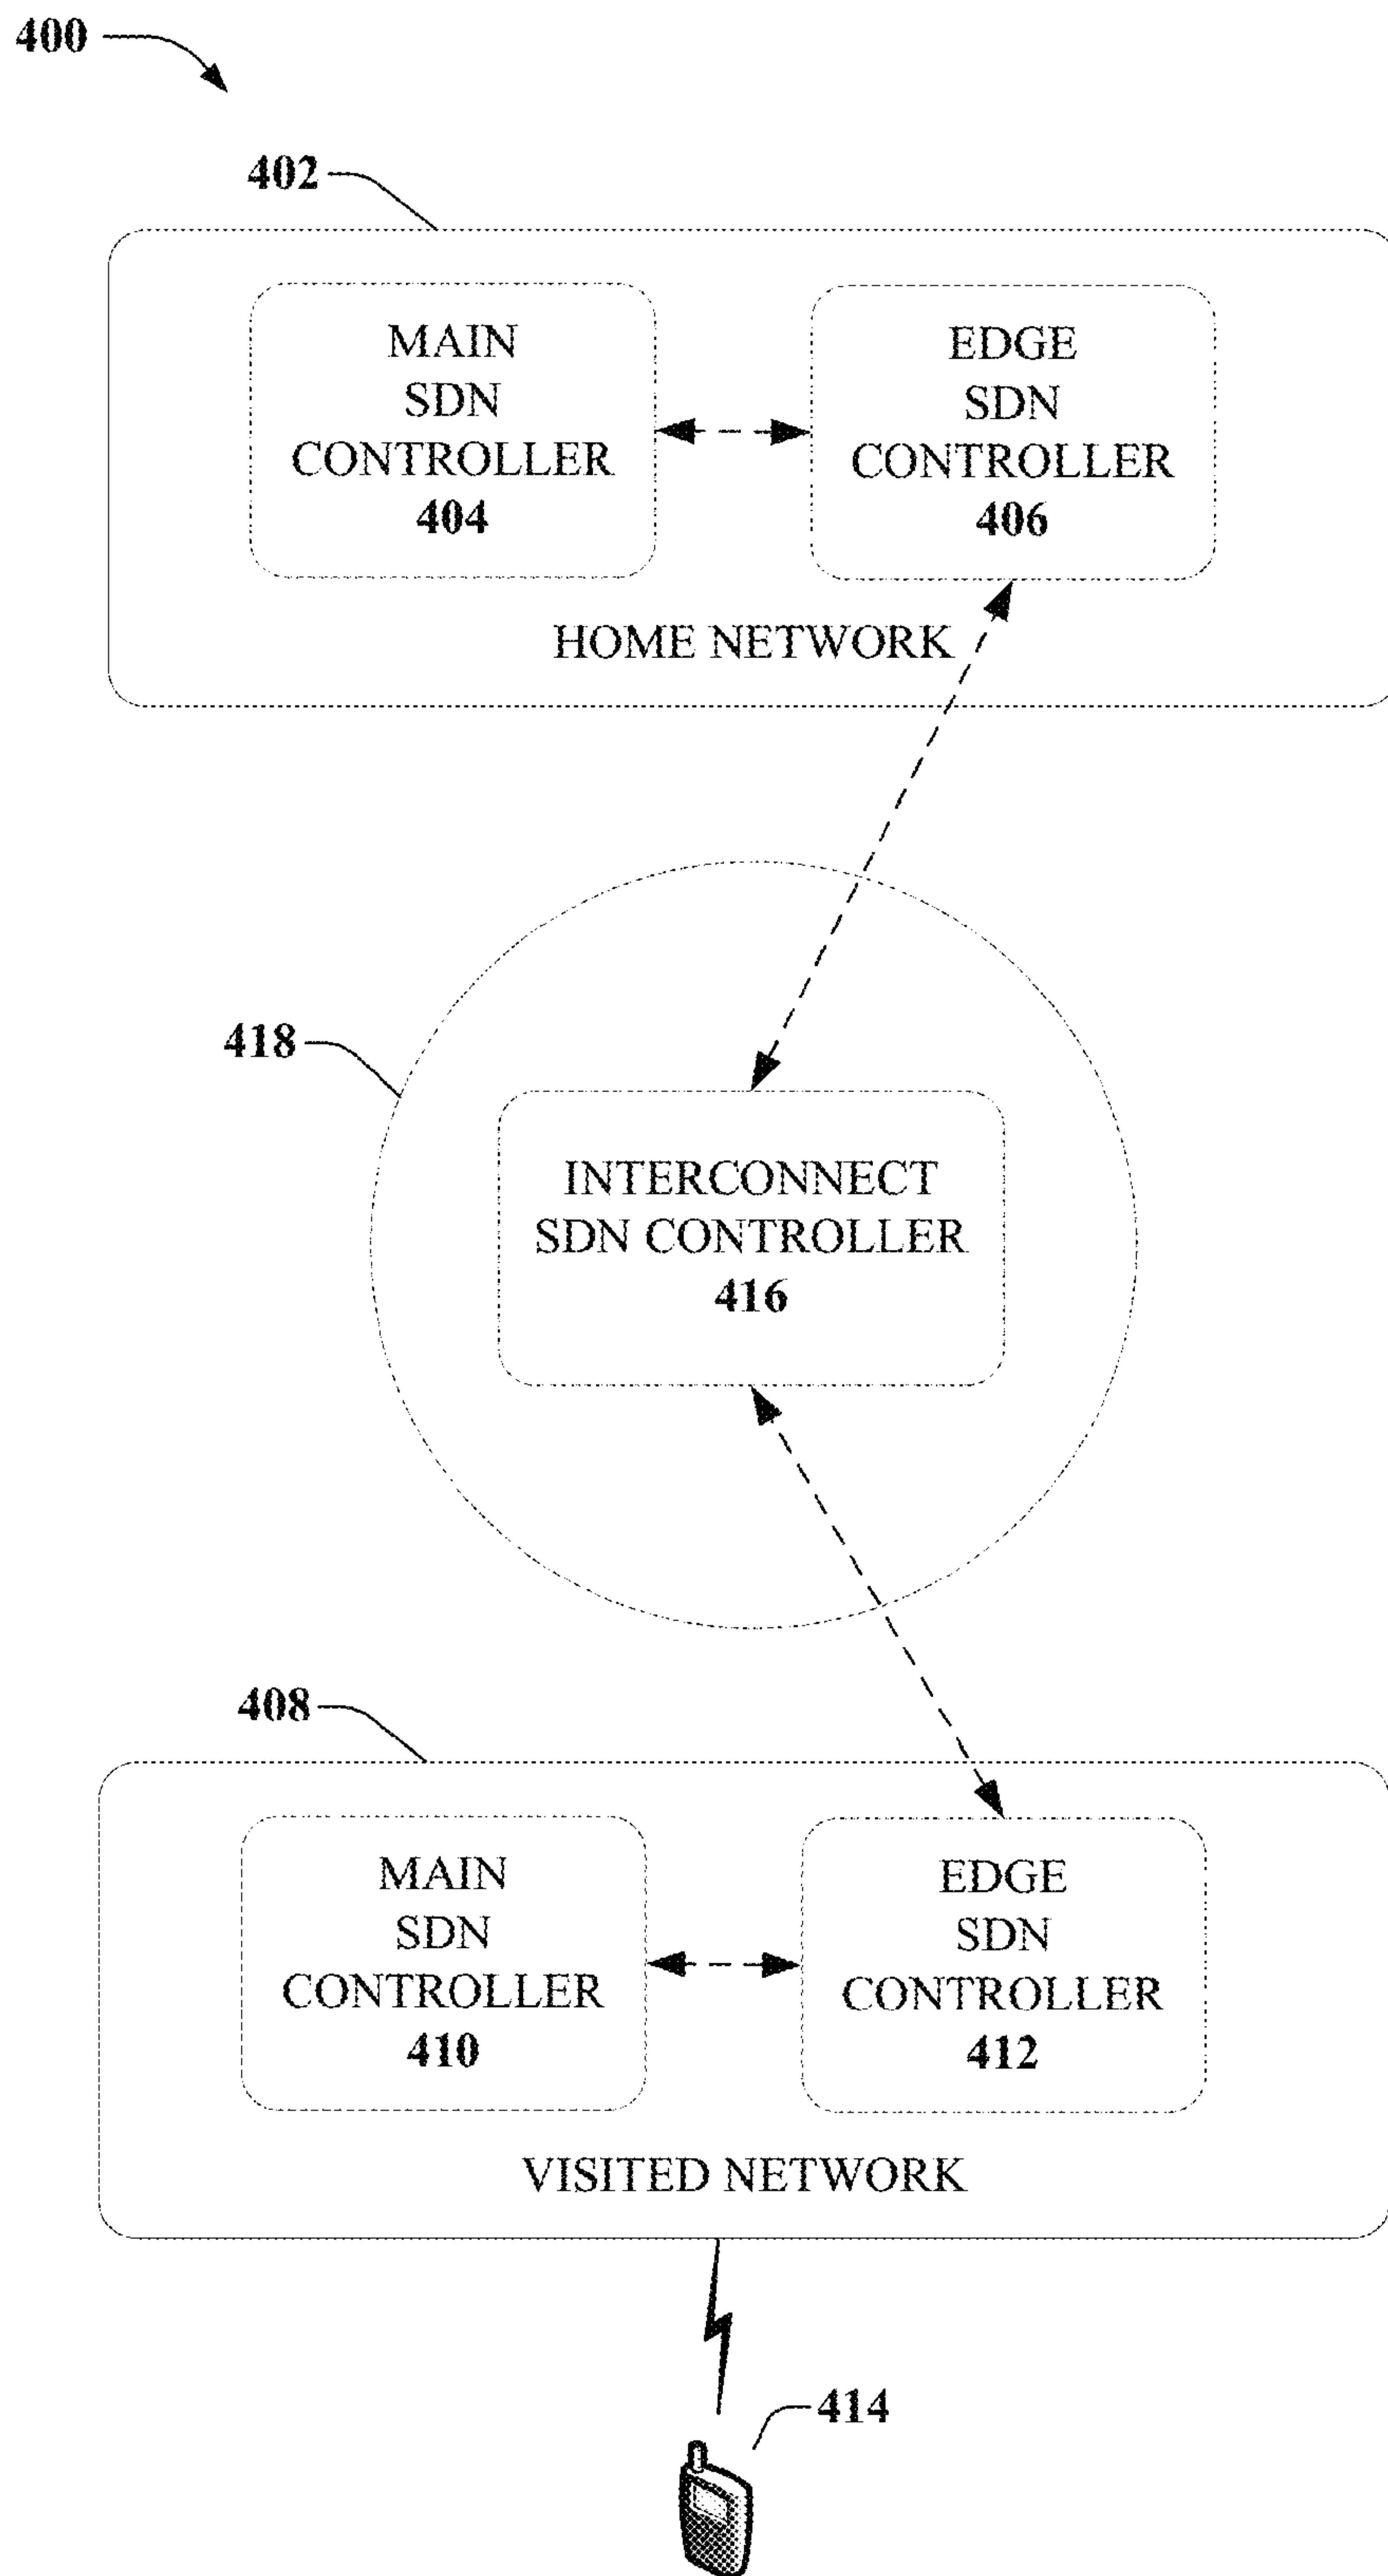 400
402
MAIN
SDN
CONTROLLER
404
EDGE
SDN
CONTROLLER
406
HOME NETWORK
418
INTERCONNECT
SDN CONTROLLER
416
408
MAIN
SDN
CONTROLLER
410
EDGE
SDN
CONTROLLER
412
VISITED NETWORK
414